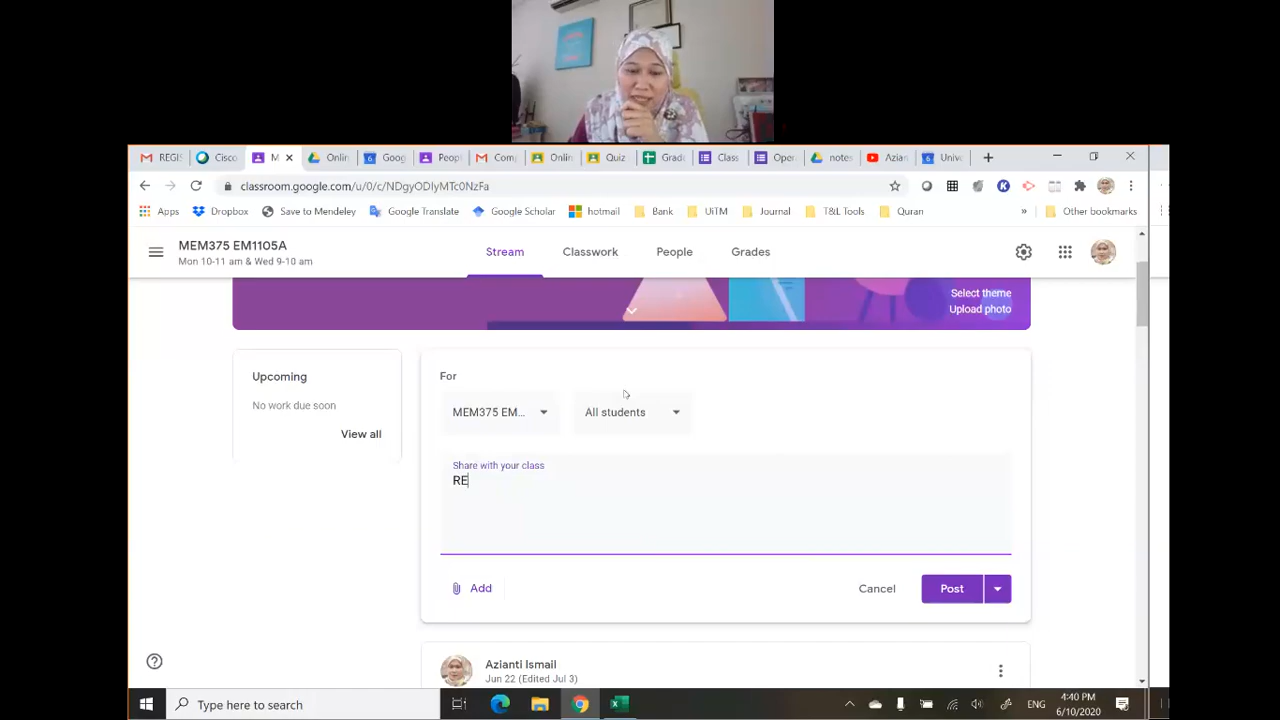 REGIS
Cisco
M
Onlin
Goog
Peop
Com
Onlin
Quiz
Grad
Class
Oper
notes
Azian
Unive
classroom.google.com/u/0/c/NDgyODIyMTc0NzFa
Apps
Dropbox
Save to Mendeley
Google Translate
Google Scholar
hotmail
Bank
UiTM
Journal
T&L Tools
Quran
»
Other bookmarks
MEM375 EM1105A
Mon 10-11 am & Wed 9-10 am
Stream
Classwork
People
Grades
Select theme
Upload photo
Upcoming
No work due soon
View all
For
MEM375 EM...
All students
Share with your class
RE
Add
Cancel
Post
Azianti Ismail
Jun 22 (Edited Jul 3)
Type here to search
ENG
4:40 PM
6/10/2020